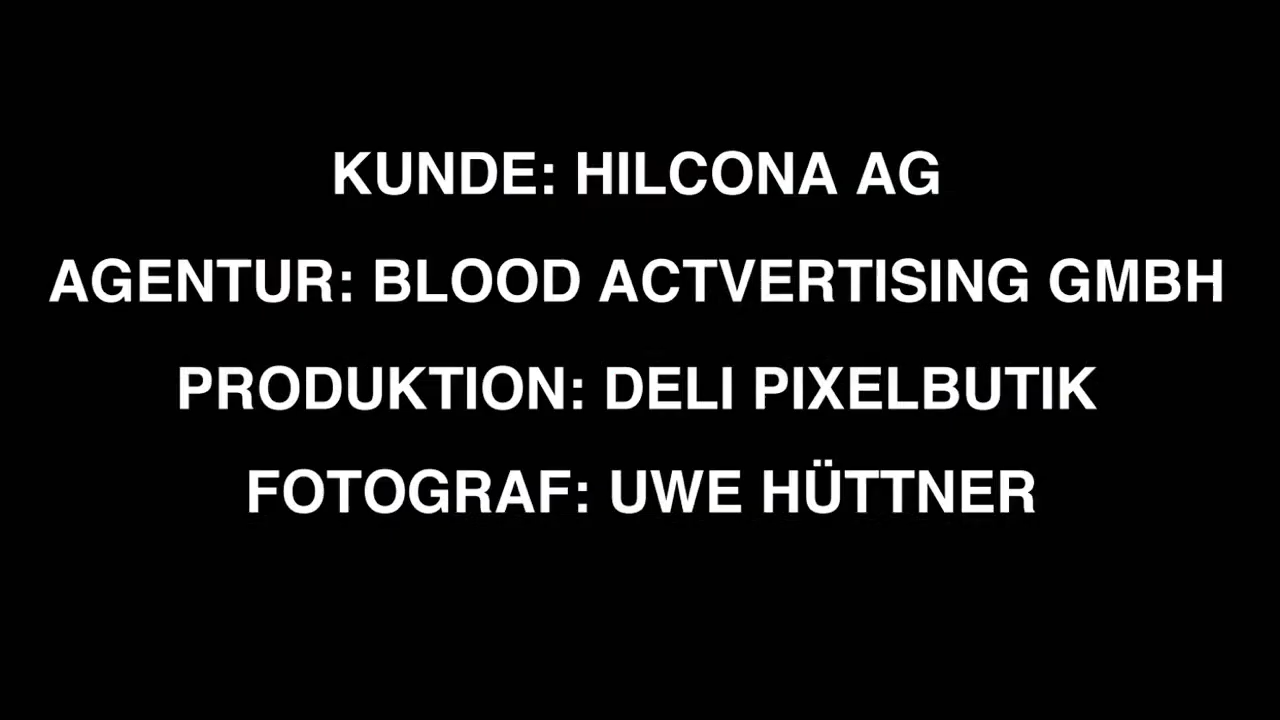 KUNDE: HILCONA AG
AGENTUR: BLOOD ACTVERTISING GMBH
PRODUKTION: DELI PIXELBUTIK
FOTOGRAF: UWE HÜTTNER